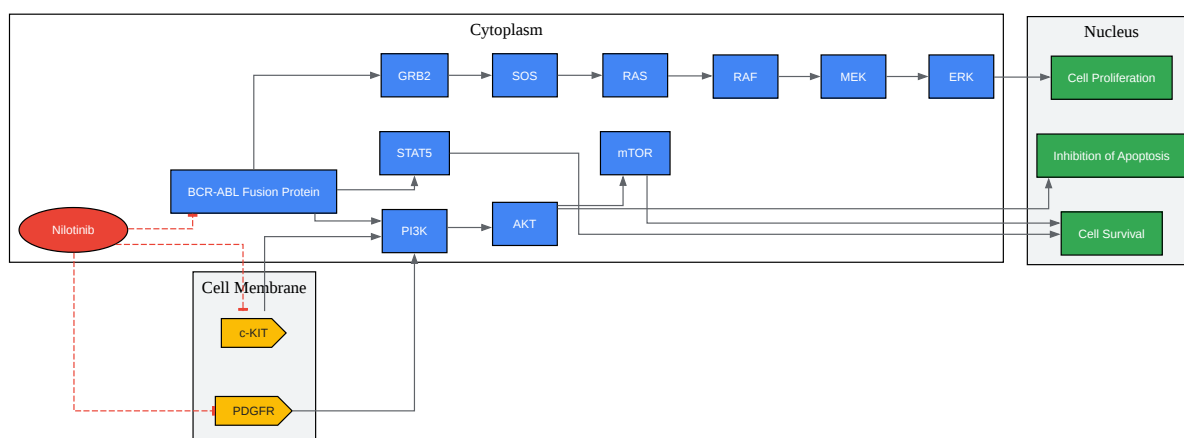 Cytoplasm
Nucleus
GRB2
SOS
RAS
RAF
MEK
ERK
Cell Proliferation
STAT5
mTOR
Inhibition of Apoptosis
BCR-ABL Fusion Protein
Nilotinib
PI3K
AKT
Cell Survival
Cell Membrane
c-KIT
PDGFR